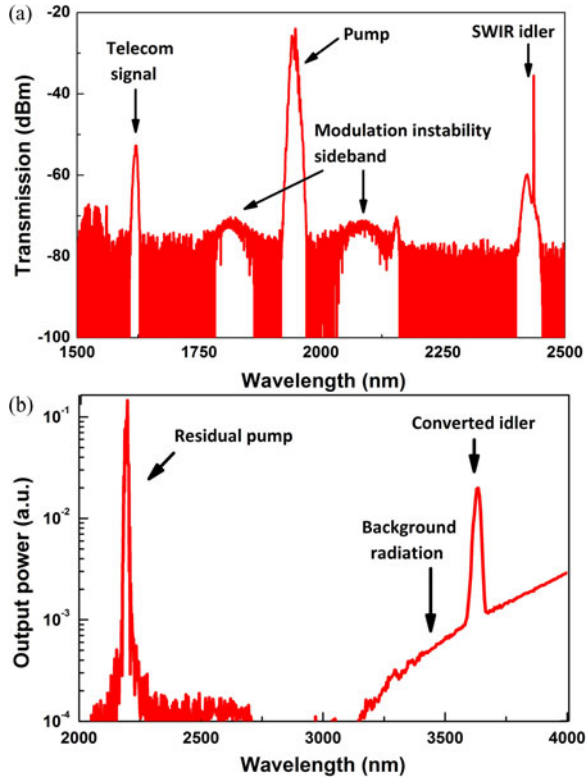 (a)
-20
-40
-60
-80
-100
Transmission (dBm)
Telecom
signal
Pump
SWIR idler
Modulation instability
sideband
1500 1750 2000 2250 2500
Wavelength (nm)
(b)
10⁻¹
10⁻²
10⁻³
10⁻⁴
Output power (a.u.)
Residual pump
Converted idler
Background
radiation
2000 2500 3000 3500 4000
Wavelength (nm)